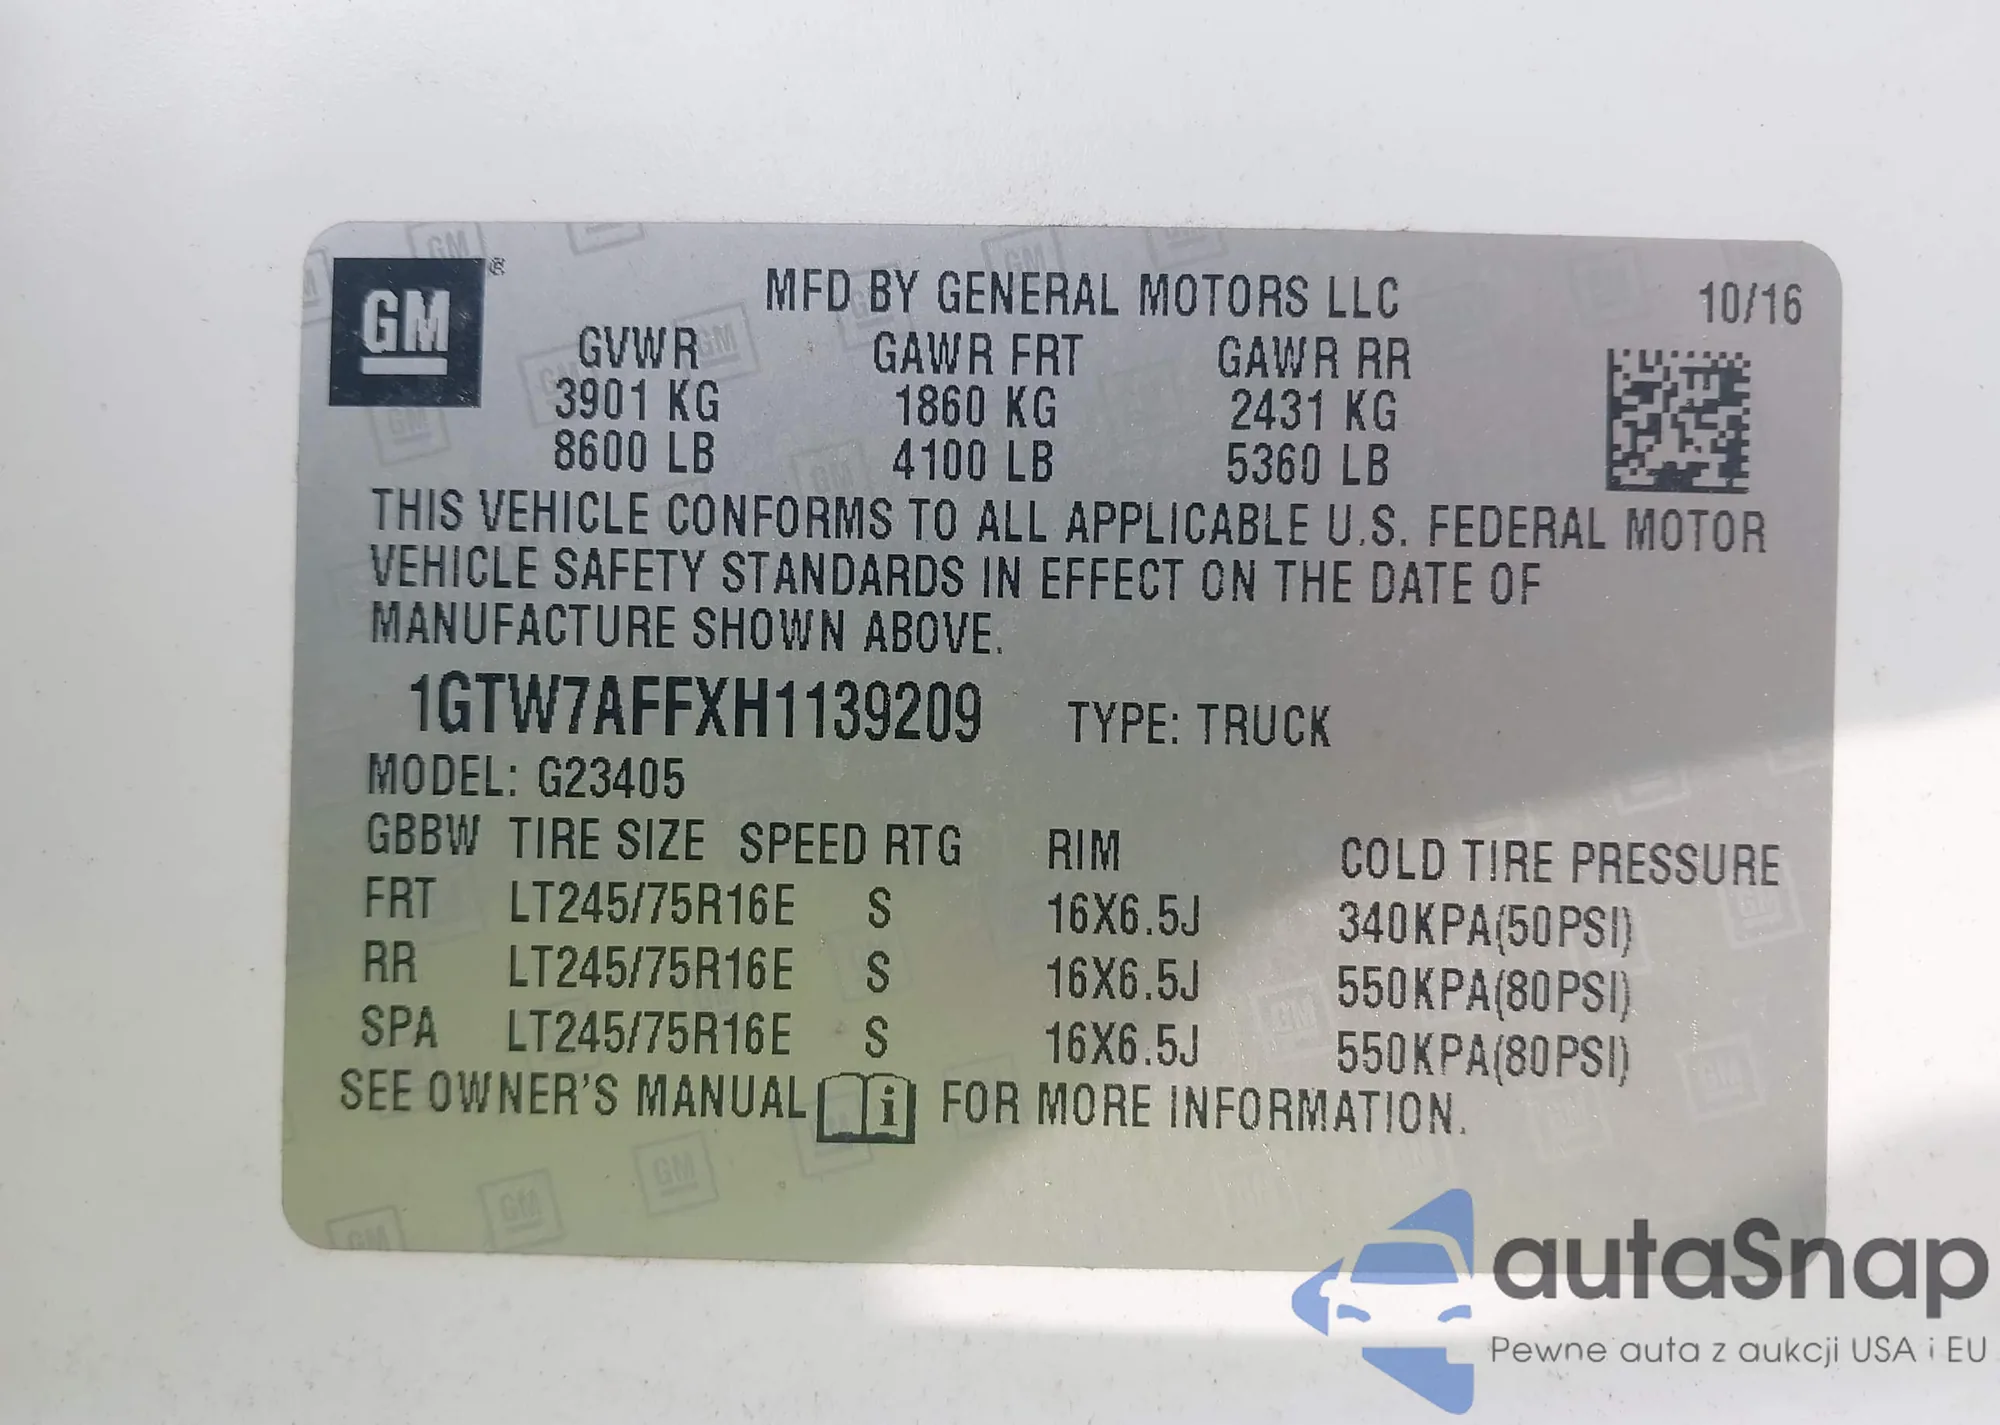 GM
MFD BY GENERAL MOTORS LLC 10/16
GVWR GAWR FRT GAWR RR
3901 KG 1860 KG 2431 KG
8600 LB 4100 LB 5360 LB
THIS VEHICLE CONFORMS TO ALL APPLICABLE U.S. FEDERAL MOTOR
VEHICLE SAFETY STANDARDS IN EFFECT ON THE DATE OF
MANUFACTURE SHOWN ABOVE.
1GTW7AFFXH1139209 TYPE: TRUCK
MODEL: G23405
GBBW TIRE SIZE SPEED RTG RIM COLD TIRE PRESSURE
FRT LT245/75R16E S 16X6.5J 340KPA(50PSI)
RR LT245/75R16E S 16X6.5J 550KPA(80PSI)
SPA LT245/75R16E S 16X6.5J 550KPA(80PSI)
SEE OWNER'S MANUAL i FOR MORE INFORMATION.
autaSnap
Pewne auta z aukcji USA i EU